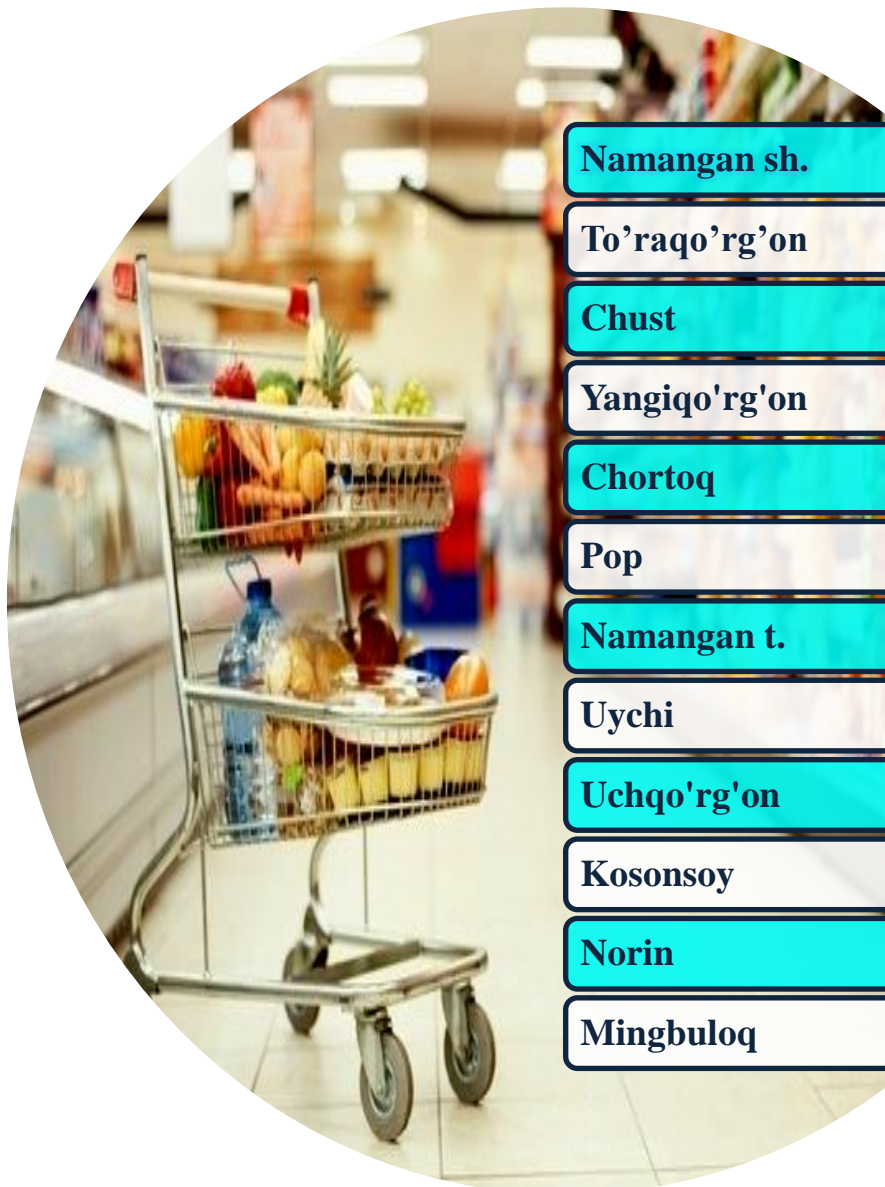 Namangan sh.
To’raqo’rg’on
Chust
Yangiqo'rg'on
Chortoq
Pop
Namangan t.
Uychi
Uchqo'rg'on
Kosonsoy
Norin
Mingbuloq